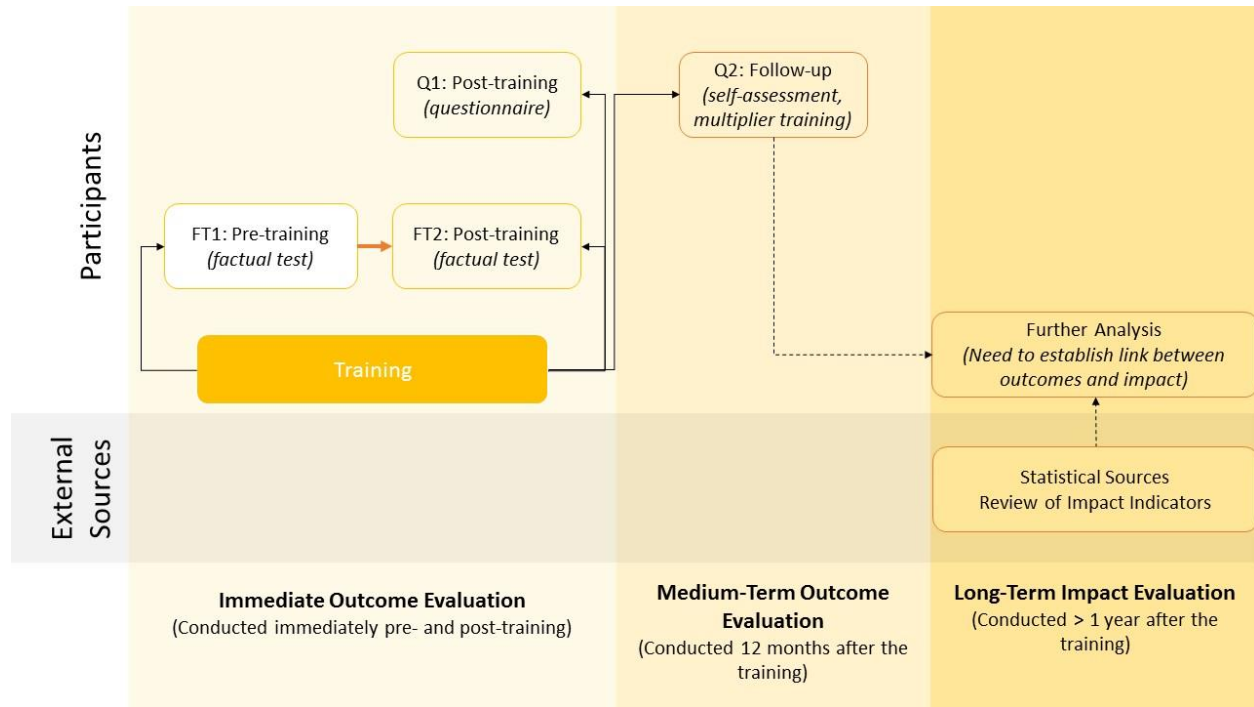 Participants
Q1: Post-training
(questionnaire)
Q2: Follow-up
(self-assessment,
multiplier training)
FT1: Pre-training
(factual test)
FT2: Post-training
(factual test)
Training
Further Analysis
(Need to establish link between
outcomes and impact)
External
Sources
Statistical Sources
Review of Impact Indicators
Immediate Outcome Evaluation
(Conducted immediately pre- and post-training)
Medium-Term Outcome
Evaluation
(Conducted 12 months after the
training)
Long-Term Impact Evaluation
(Conducted > 1 year after the
training)